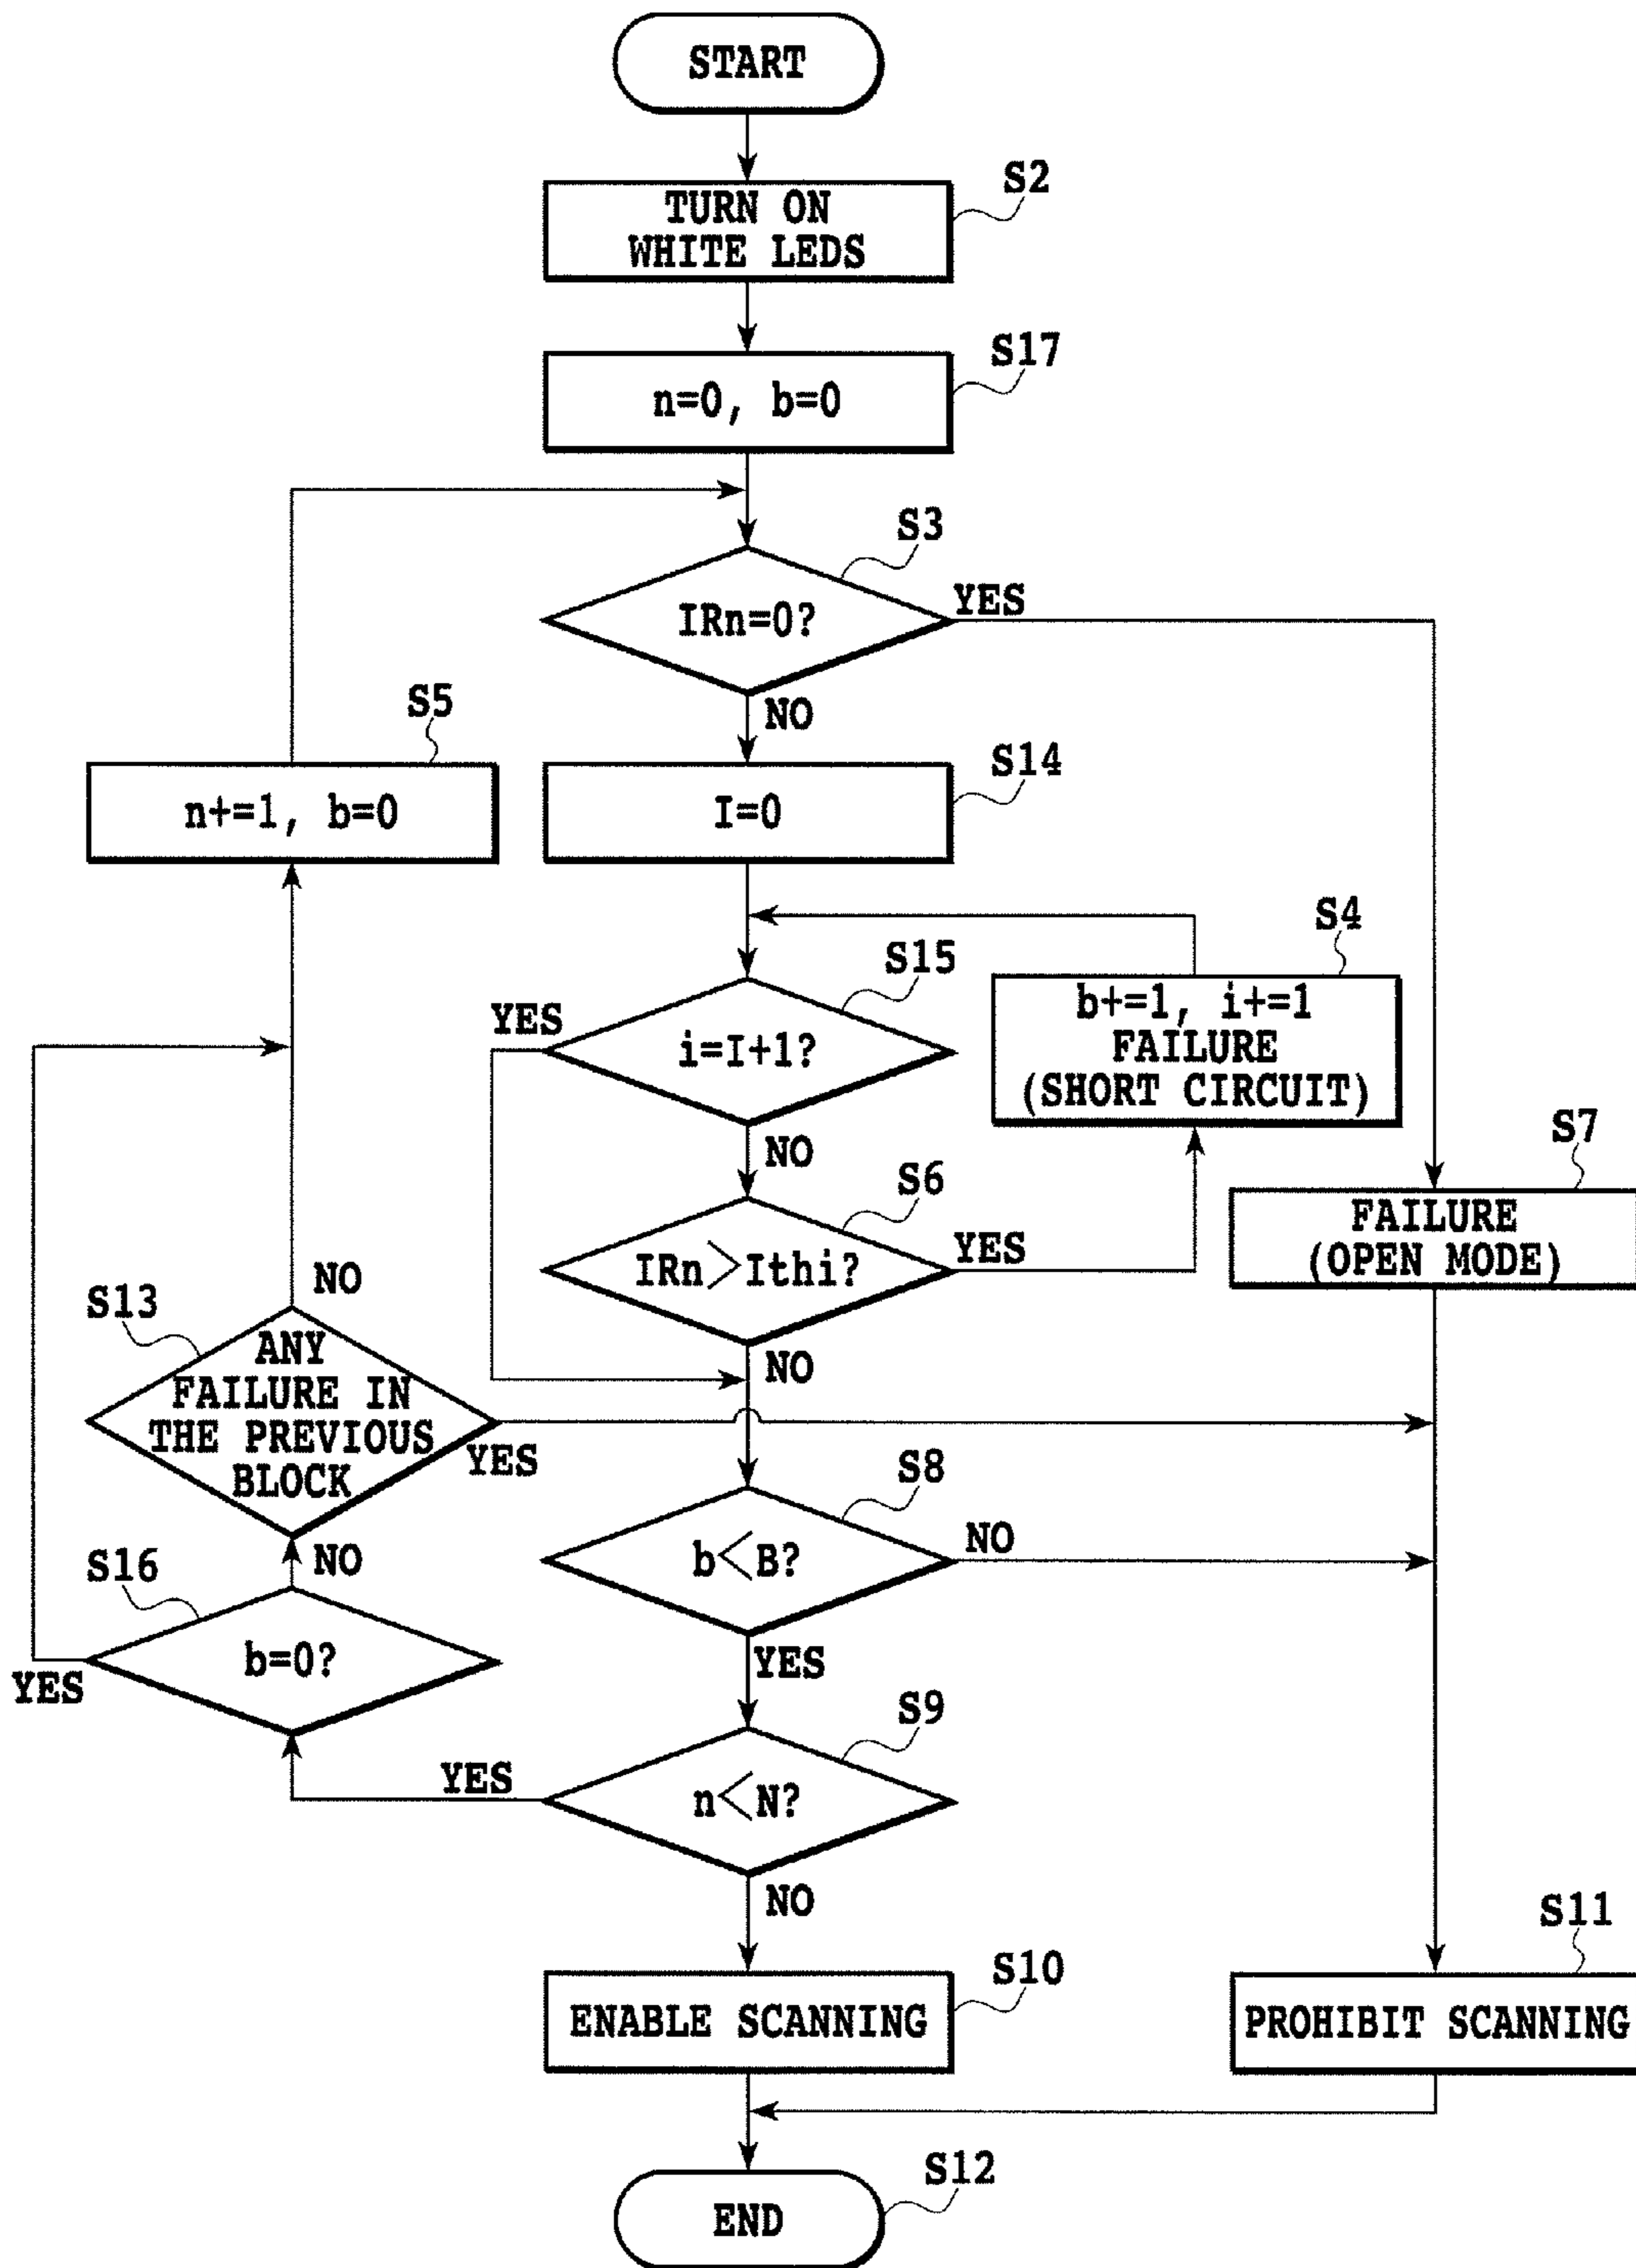 START
S2
TURN ON
WHITE LEDS
S17
n=0, b=0
S3
IRn=0?
YES
NO
S5
n+=1, b=0
S14
I=0
S4
b+=1, i+=1
FAILURE
(SHORT CIRCUIT)
S15
YES
i=I+1?
NO
S7
FAILURE
(OPEN MODE)
S6
IRn>Ithi?
YES
NO
NO
S13
ANY
FAILURE IN
THE PREVIOUS
BLOCK
YES
S8
b<B?
NO
YES
NO
S16
b=0?
YES
S9
YES
n<N?
NO
S10
ENABLE SCANNING
S11
PROHIBIT SCANNING
S12
END